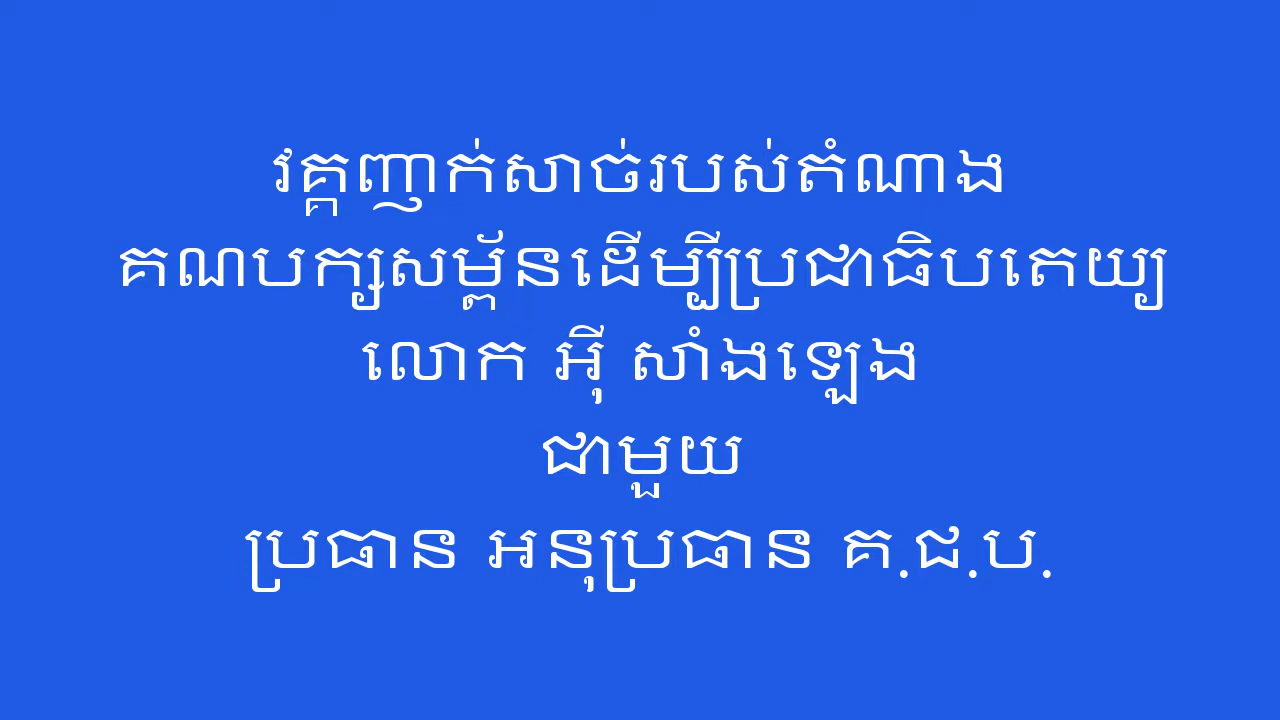 វគ្គញាក់សាច់របស់តំណាង
គណបក្សសម្ព័នដើម្បីប្រជាធិបតេយ្យ
លោក អ៊ី សាំងឡេង
ជាមួយ
ប្រធាន អនុប្រធាន គ.ជ.ប.